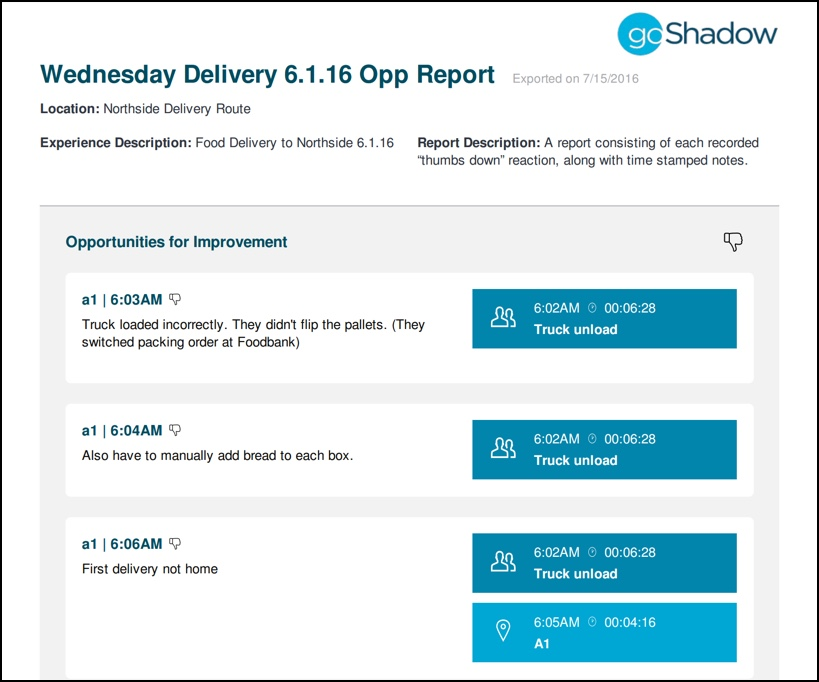 goShadow
Wednesday Delivery 6.1.16 Opp Report Exported on 7/15/2016
Location: Northside Delivery Route
Experience Description: Food Delivery to Northside 6.1.16
Report Description: A report consisting of each recorded
“thumbs down” reaction, along with time stamped notes.
Opportunities for Improvement
a1 | 6:03AM
Truck loaded incorrectly. They didn't flip the pallets. (They
switched packing order at Foodbank)
6:02AM 00:06:28
Truck unload
a1 | 6:04AM
Also have to manually add bread to each box.
6:02AM 00:06:28
Truck unload
a1 | 6:06AM
First delivery not home
6:02AM 00:06:28
Truck unload
6:05AM 00:04:16
A1